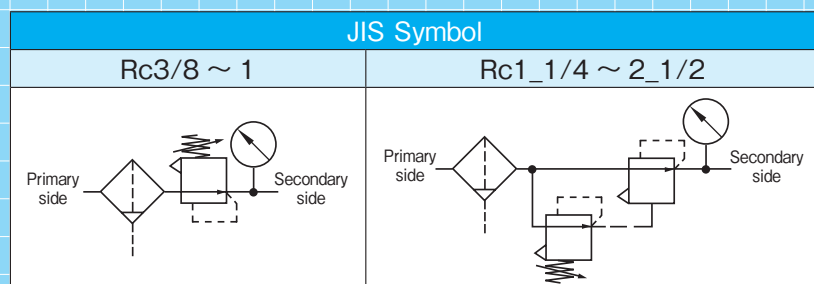 JIS Symbol
Rc3/8 ～ 1
Rc1_1/4 ～ 2_1/2
Primary
side
Secondary
side
Primary
side
Secondary
side